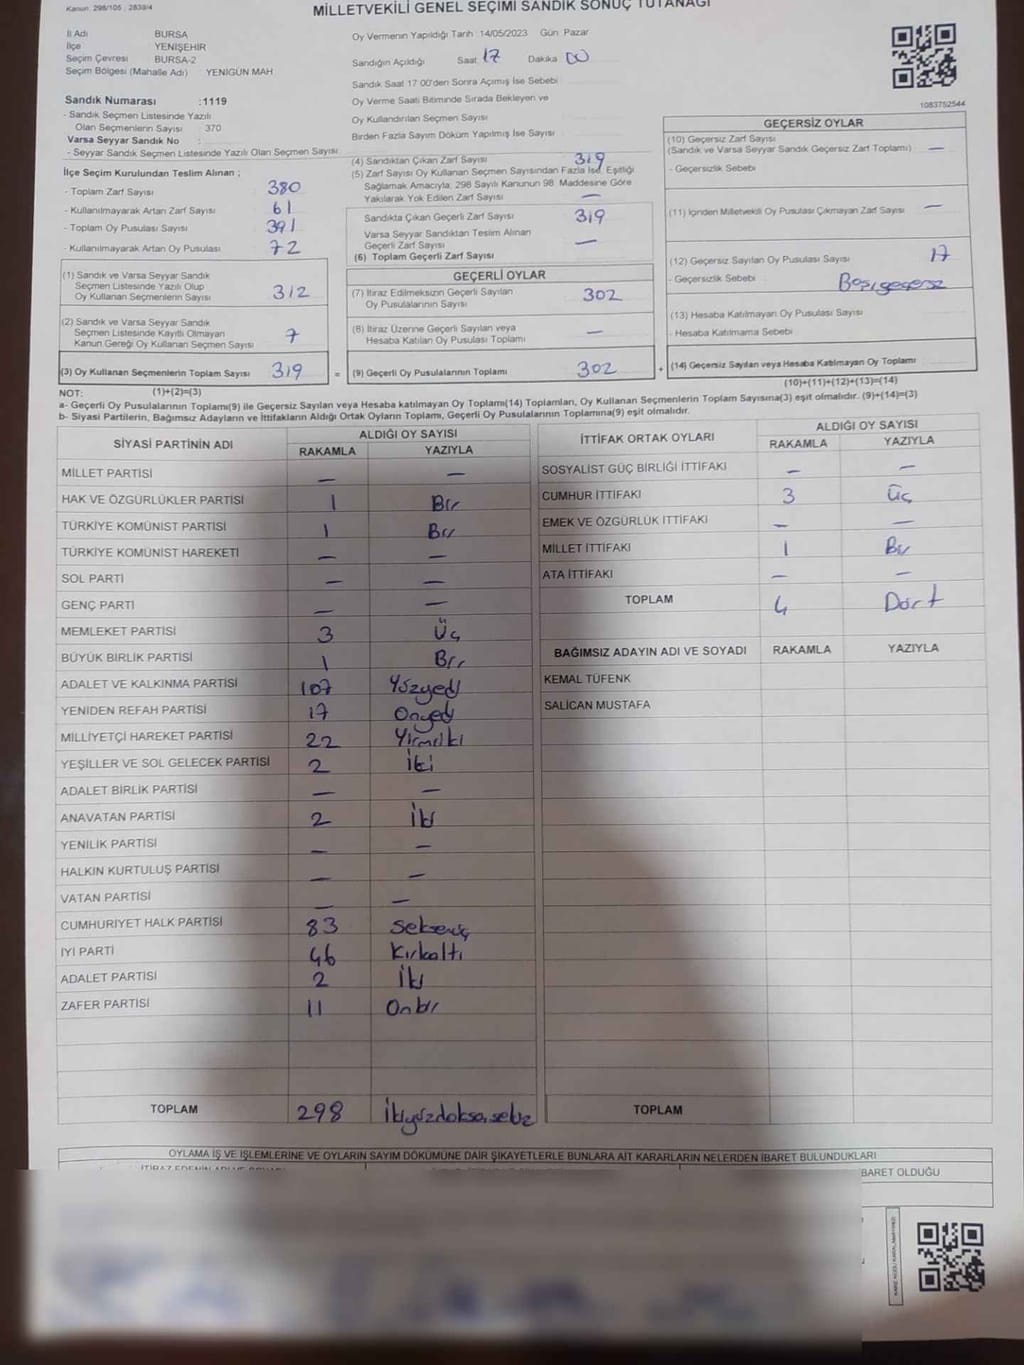 Kanun: 298/105 ; 2839/4
MİLLETVEKİLİ GENEL SEÇİMİ SANDIK SONUÇ TUTANAĞI
İl Adı BURSA
İlçe YENİŞEHİR
Seçim Çevresi BURSA-2
Seçim Bölgesi (Mahalle Adı) YENİGÜN MAH
Sandık Numarası :1119
- Sandık Seçmen Listesinde Yazılı
Olan Seçmenlerin Sayısı 370
Varsa Seyyar Sandık No :
- Seyyar Sandık Seçmen Listesinde Yazılı Olan Seçmen Sayısı
İlçe Seçim Kurulundan Teslim Alınan ;
- Toplam Zarf Sayısı 380
- Kullanılmayarak Artan Zarf Sayısı 61
- Toplam Oy Pusulası Sayısı 391
- Kullanılmayarak Artan Oy Pusulası 72
(1) Sandık ve Varsa Seyyar Sandık
Seçmen Listesinde Yazılı Olup
Oy Kullanan Seçmenlerin Sayısı 312
(2) Sandık ve Varsa Seyyar Sandık
Seçmen Listesinde Kayıtlı Olmayan
Kanun Gereği Oy Kullanan Seçmen Sayısı 7
(3) Oy Kullanan Seçmenlerin Toplam Sayısı 319 =
Oy Vermenin Yapıldığı Tarih 14/05/2023 Gün: Pazar
Sandığın Açıldığı Saat 17 Dakika 00
Sandık Saat 17 00'den Sonra Açılmış İse Sebebi
Oy Verme Saati Bitiminde Sırada Bekleyen ve
Oy Kullandırılan Seçmen Sayısı
Birden Fazla Sayım Döküm Yapılmış İse Sayısı
(4) Sandıktan Çıkan Zarf Sayısı 319
(5) Zarf Sayısı Oy Kullanan Seçmen Sayısından Fazla İse, Eşitliği
Sağlamak Amacıyla, 298 Sayılı Kanunun 98. Maddesine Göre
Yakılarak Yok Edilen Zarf Sayısı —
Sandıkta Çıkan Geçerli Zarf Sayısı 319
Varsa Seyyar Sandıktan Teslim Alınan
Geçerli Zarf Sayısı —
(6) Toplam Geçerli Zarf Sayısı
GEÇERLİ OYLAR
(7) İtiraz Edilmeksizin Geçerli Sayılan
Oy Pusulalarının Sayısı 302
(8) İtiraz Üzerine Geçerli Sayılan veya
Hesaba Katılan Oy Pusulası Toplamı —
(9) Geçerli Oy Pusulalarının Toplamı 302 +
1083752544
GEÇERSİZ OYLAR
(10) Geçersiz Zarf Sayısı
(Sandık ve Varsa Seyyar Sandık Geçersiz Zarf Toplamı) —
- Geçersizlik Sebebi
(11) İçinden Milletvekili Oy Pusulası Çıkmayan Zarf Sayısı —
(12) Geçersiz Sayılan Oy Pusulası Sayısı 17
- Geçersizlik Sebebi Boş,geçersiz
(13) Hesaba Katılmayan Oy Pusulası Sayısı
- Hesaba Katılmama Sebebi
(14) Geçersiz Sayılan veya Hesaba Katılmayan Oy Toplamı
(10)+(11)+(12)+(13)=(14)
NOT: (1)+(2)=(3)
a- Geçerli Oy Pusulalarının Toplamı(9) ile Geçersiz Sayılan veya Hesaba katılmayan Oy Toplamı(14) Toplamları, Oy Kullanan Seçmenlerin Toplam Sayısına(3) eşit olmalıdır. (9)+(14)=(3)
b- Siyasi Partilerin, Bağımsız Adayların ve İttifakların Aldığı Ortak Oyların Toplamı, Geçerli Oy Pusulalarının Toplamına(9) eşit olmalıdır.
SİYASİ PARTİNİN ADI ALDIĞI OY SAYISI
RAKAMLA YAZIYLA
MİLLET PARTİSİ — —
HAK VE ÖZGÜRLÜKLER PARTİSİ 1 Bir
TÜRKİYE KOMÜNİST PARTİSİ 1 Bir
TÜRKİYE KOMÜNİST HAREKETİ — —
SOL PARTİ — —
GENÇ PARTİ — —
MEMLEKET PARTİSİ 3 Üç
BÜYÜK BİRLİK PARTİSİ 1 Bir
ADALET VE KALKINMA PARTİSİ 107 Yüzyedi
YENİDEN REFAH PARTİSİ 17 Onyedi
MİLLİYETÇİ HAREKET PARTİSİ 22 Yirmiiki
YEŞİLLER VE SOL GELECEK PARTİSİ 2 İki
ADALET BİRLİK PARTİSİ — —
ANAVATAN PARTİSİ 2 İki
YENİLİK PARTİSİ — —
HALKIN KURTULUŞ PARTİSİ — —
VATAN PARTİSİ — —
CUMHURİYET HALK PARTİSİ 83 Seksenüç
İYİ PARTİ 46 Kırkaltı
ADALET PARTİSİ 2 İki
ZAFER PARTİSİ 11 Onbir
TOPLAM 298 İkiyüzdoksansekiz
İTTİFAK ORTAK OYLARI ALDIĞI OY SAYISI
RAKAMLA YAZIYLA
SOSYALİST GÜÇ BİRLİĞİ İTTİFAKI — —
CUMHUR İTTİFAKI 3 Üç
EMEK VE ÖZGÜRLÜK İTTİFAKI — —
MİLLET İTTİFAKI 1 Bir
ATA İTTİFAKI — —
TOPLAM 4 Dört
BAĞIMSIZ ADAYIN ADI VE SOYADI RAKAMLA YAZIYLA
KEMAL TÜFENK
SALİCAN MUSTAFA
TOPLAM
OYLAMA İŞ VE İŞLEMLERİNE VE OYLARIN SAYIM DÖKÜMÜNE DAİR ŞİKAYETLERLE BUNLARA AİT KARARLARIN NELERDEN İBARET BULUNDUKLARI
BARET OLDUĞU